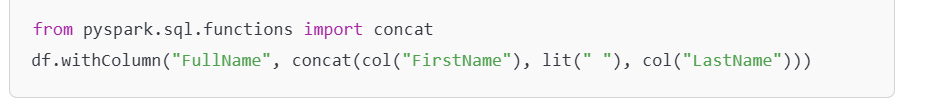 from pyspark.sql.functions import concat
df.withColumn("FullName", concat(col("FirstName"), lit(" "), col("LastName")))